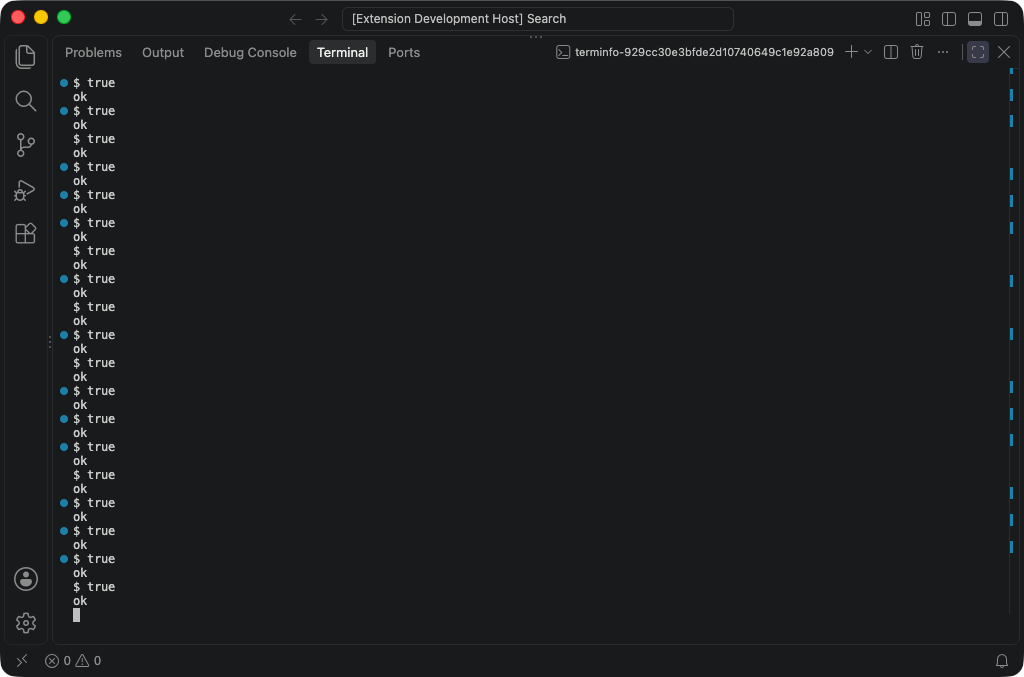 [Extension Development Host] Search
Problems Output Debug Console Terminal Ports terminfo-929cc30e3bfde2d10740649c1e92a809
$ true
ok
$ true
ok
$ true
ok
$ true
ok
$ true
ok
$ true
ok
$ true
ok
$ true
ok
$ true
ok
$ true
ok
$ true
ok
$ true
ok
$ true
ok
$ true
ok
$ true
ok
$ true
ok
$ true
ok
$ true
ok
$ true
ok
0 0